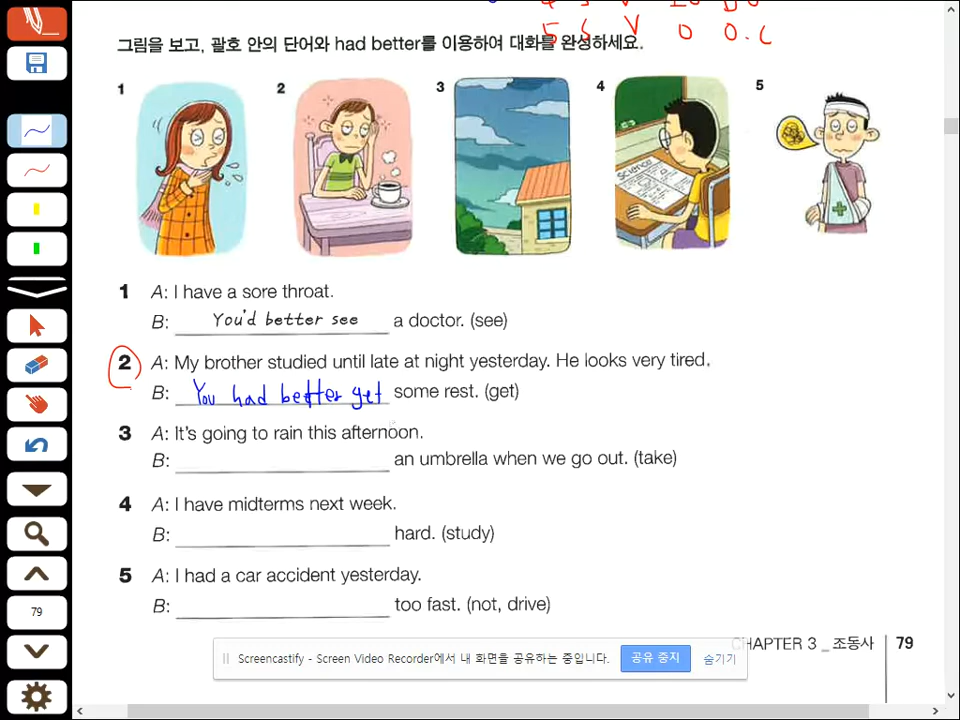 5 S V O O.C
그림을 보고, 괄호 안의 단어와 had better를 이용하여 대화를 완성하세요.
1 2 3 4 5
Science
1 A: I have a sore throat.
B: You'd better see a doctor. (see)
2 A: My brother studied until late at night yesterday. He looks very tired.
B: You had better get some rest. (get)
3 A: It's going to rain this afternoon.
B: an umbrella when we go out. (take)
4 A: I have midterms next week.
B: hard. (study)
5 A: I had a car accident yesterday.
B: too fast. (not, drive)
79
CHAPTER 3 _ 조동사 79
Screencastify - Screen Video Recorder에서 내 화면을 공유하는 중입니다. 공유 중지 숨기기